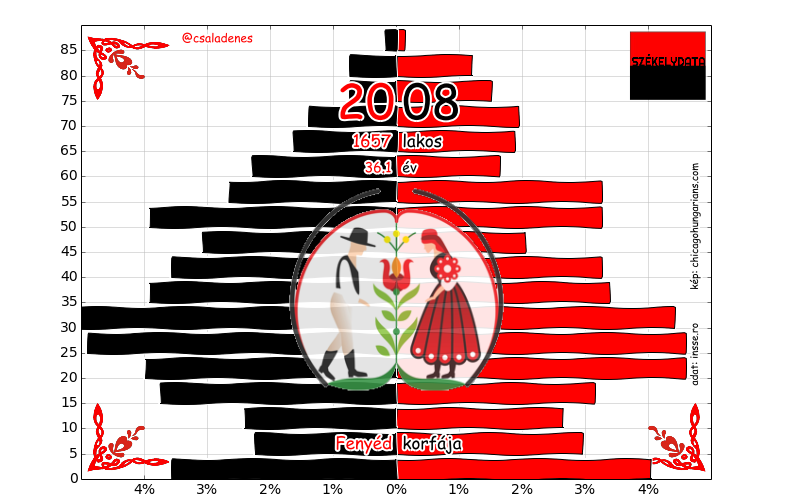 @csaladenes
SZÉKELYDATA
2008
1657 lakos
36.1 év
Fenyéd korfája
kép: chicagohungarians.com
adat: insse.ro
85
80
75
70
65
60
55
50
45
40
35
30
25
20
15
10
5
0
4% 3% 2% 1% 0% 1% 2% 3% 4%